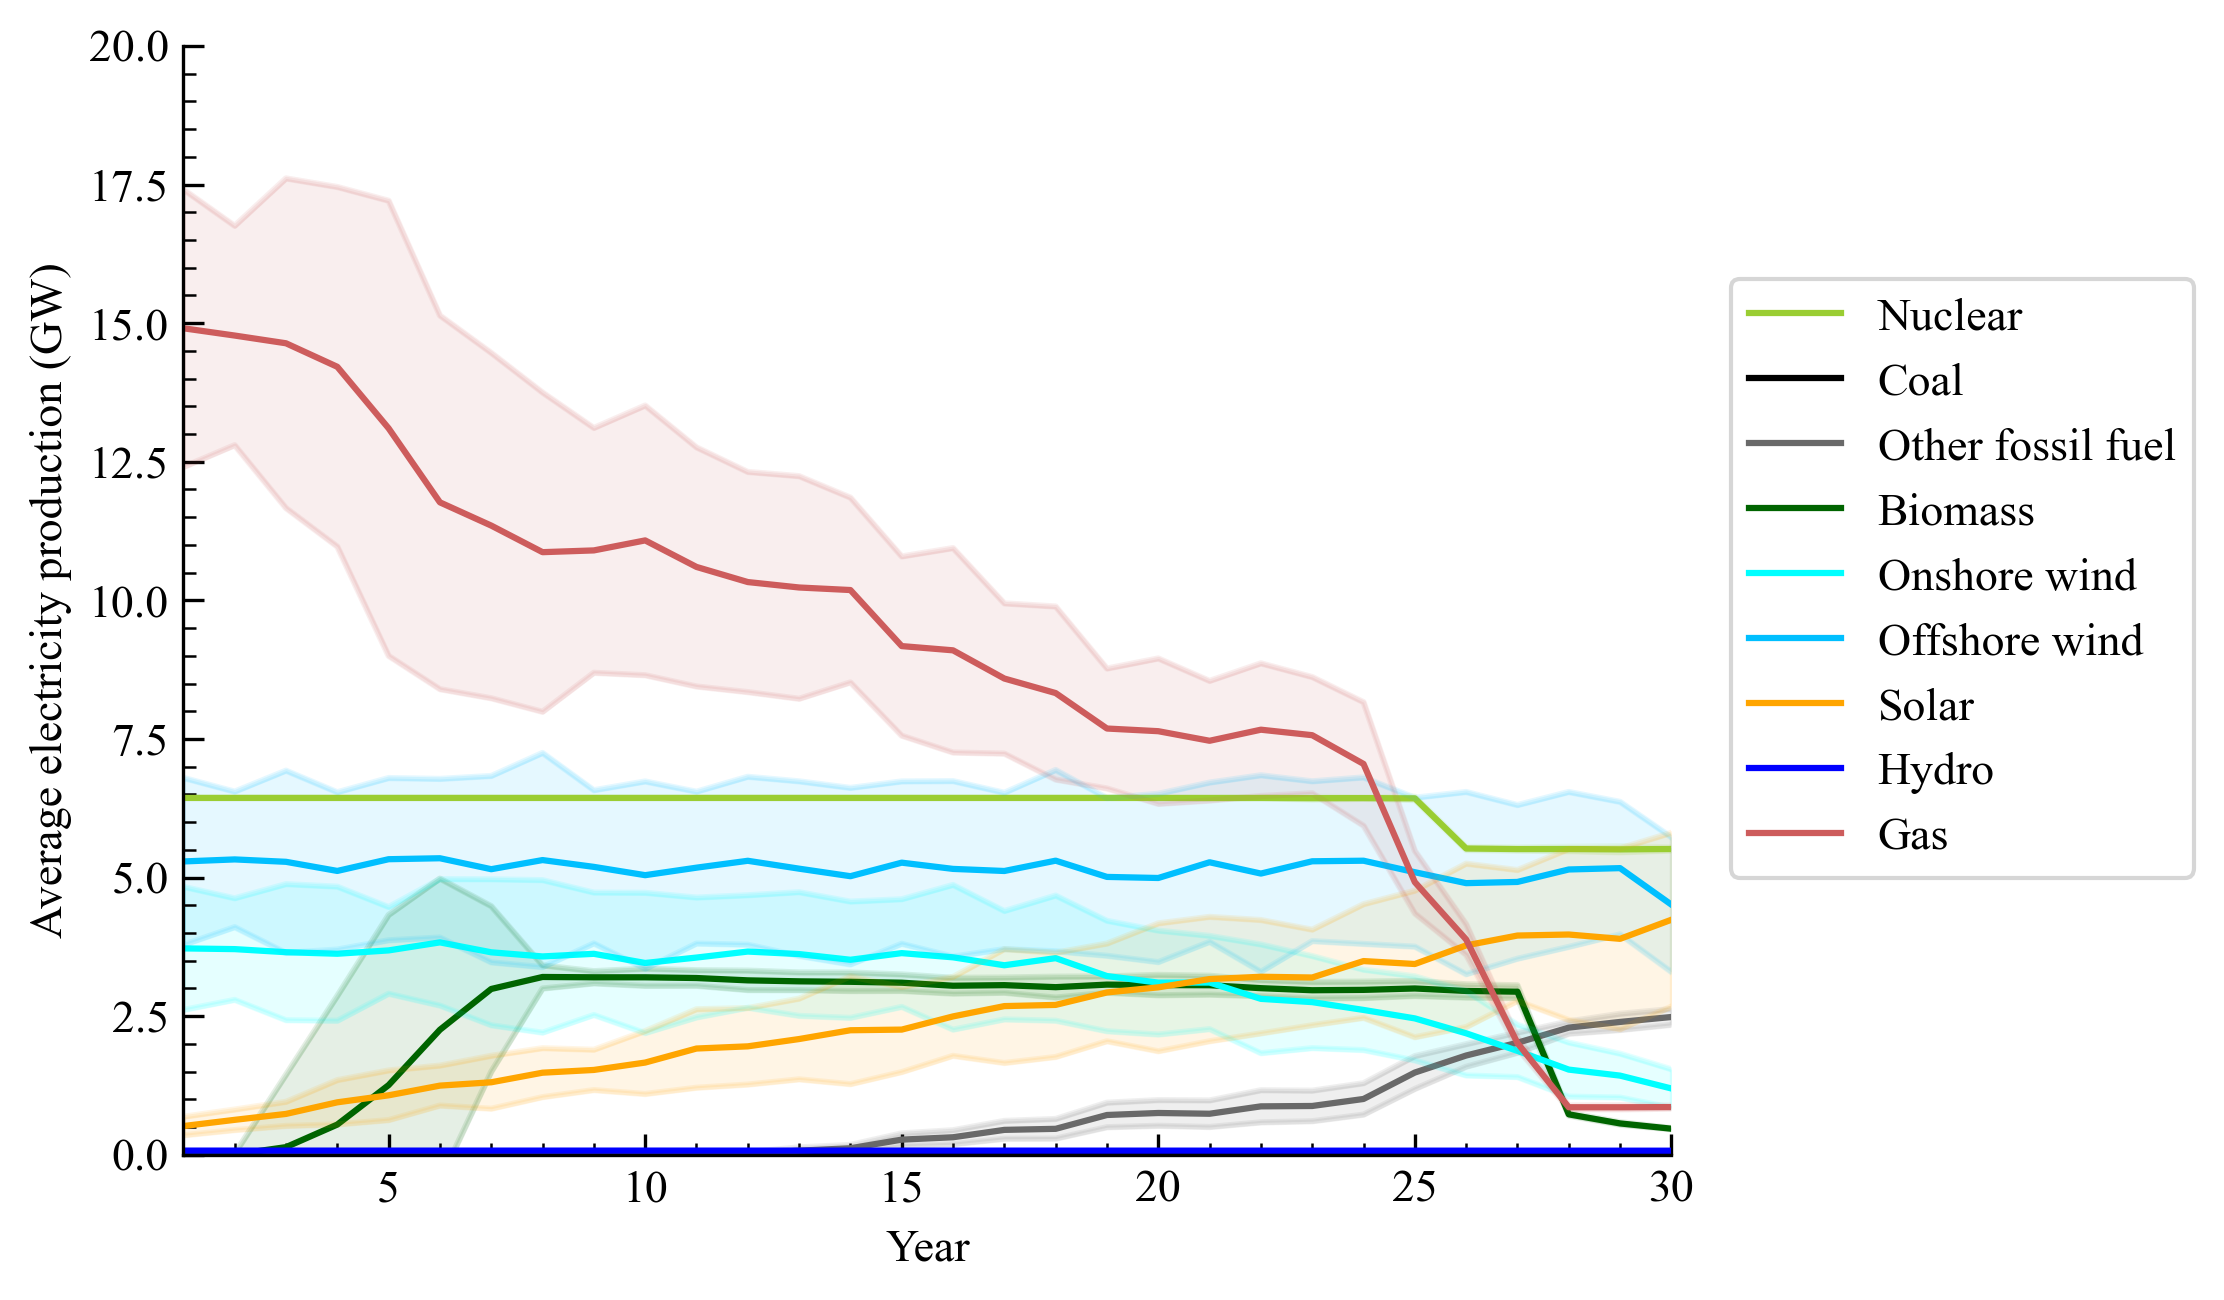 20.0
17.5
15.0
12.5
10.0
7.5
5.0
2.5
0.0
Average electricity production (GW)
5 10 15 20 25 30
Year
Nuclear
Coal
Other fossil fuel
Biomass
Onshore wind
Offshore wind
Solar
Hydro
Gas